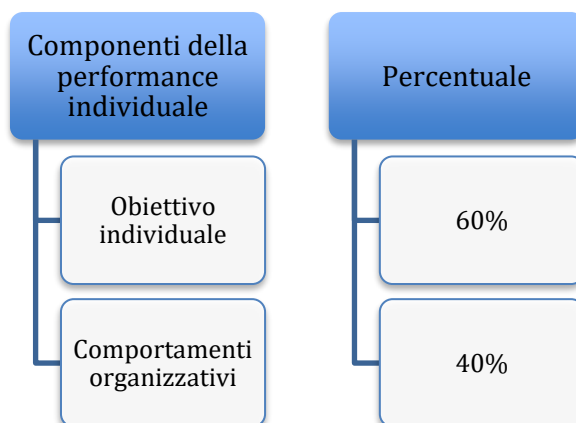 Componenti della
performance
individuale
Percentuale
Obiettivo
individuale
60%
Comportamenti
organizzativi
40%